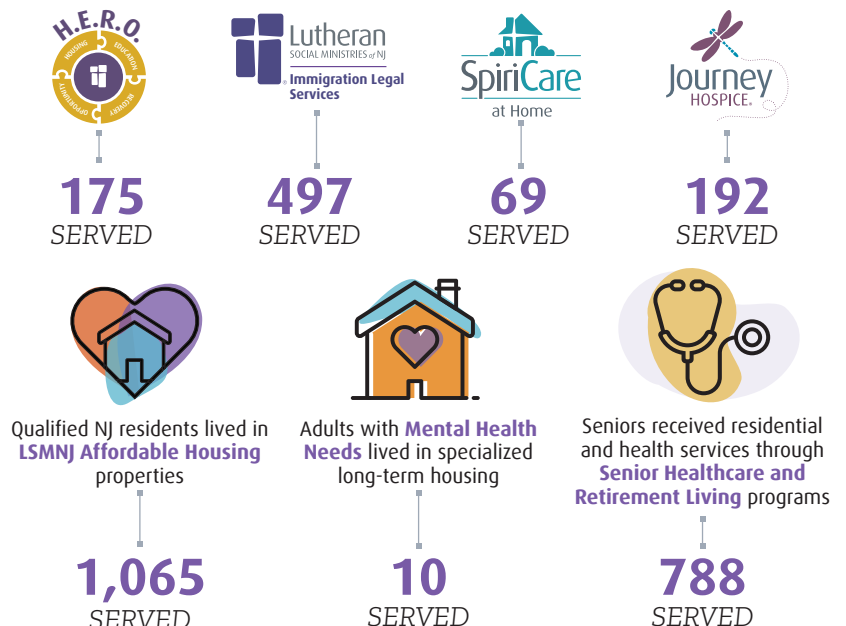 H.E.R.O.
HOUSING
EDUCATION
RECOVERY
OPPORTUNITY
175
SERVED
Lutheran
SOCIAL MINISTRIES of NJ
Immigration Legal
Services
497
SERVED
SpiriCare
at Home
69
SERVED
Journey
HOSPICE
192
SERVED
Qualified NJ residents lived in
LSMNJ Affordable Housing
properties
1,065
SERVED
Adults with Mental Health
Needs lived in specialized
long-term housing
10
SERVED
Seniors received residential
and health services through
Senior Healthcare and
Retirement Living programs
788
SERVED